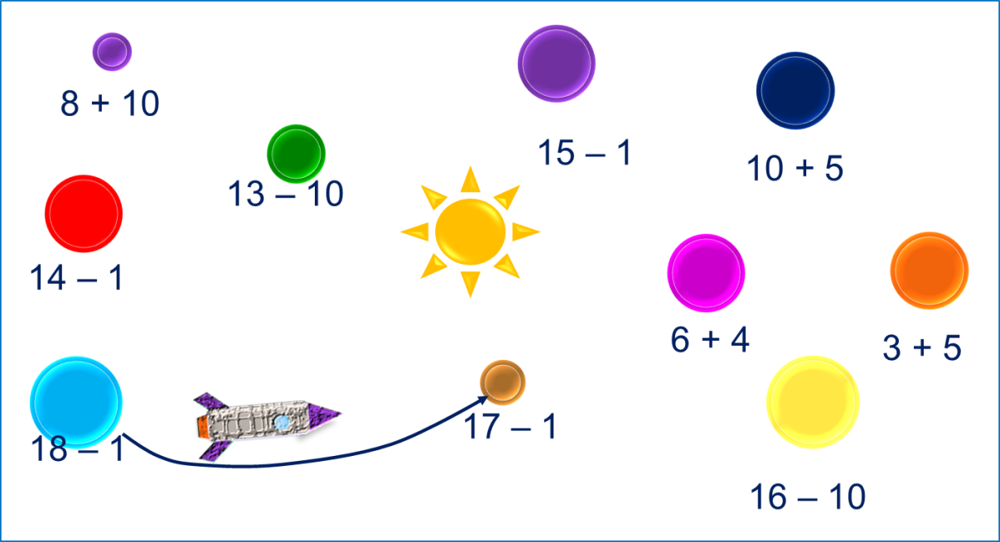 8 + 10
15 – 1
10 + 5
13 – 10
14 – 1
6 + 4
3 + 5
17 – 1
18 – 1
16 – 10